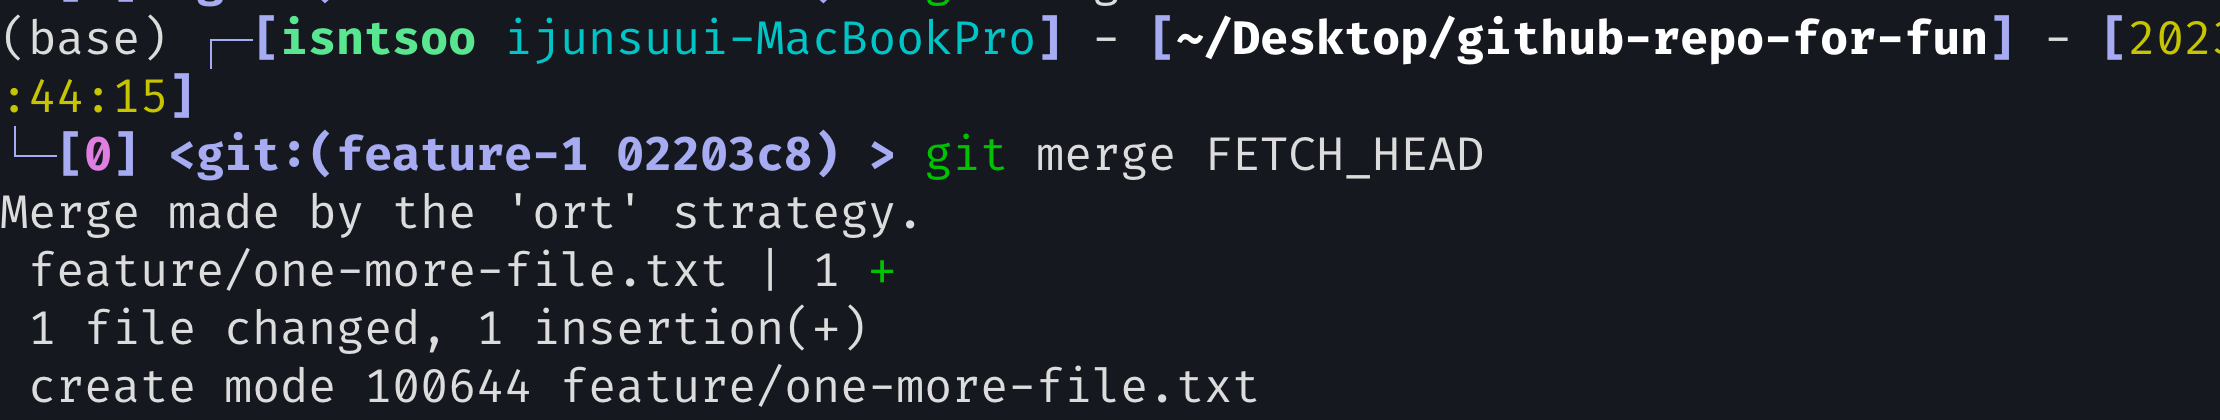 (base) ┌─[isntsoo ijunsuui-MacBookPro] - [~/Desktop/github-repo-for-fun] - [2023
:44:15]
└─[0] <git:(feature-1 02203c8) > git merge FETCH_HEAD
Merge made by the 'ort' strategy.
 feature/one-more-file.txt | 1 +
 1 file changed, 1 insertion(+)
 create mode 100644 feature/one-more-file.txt